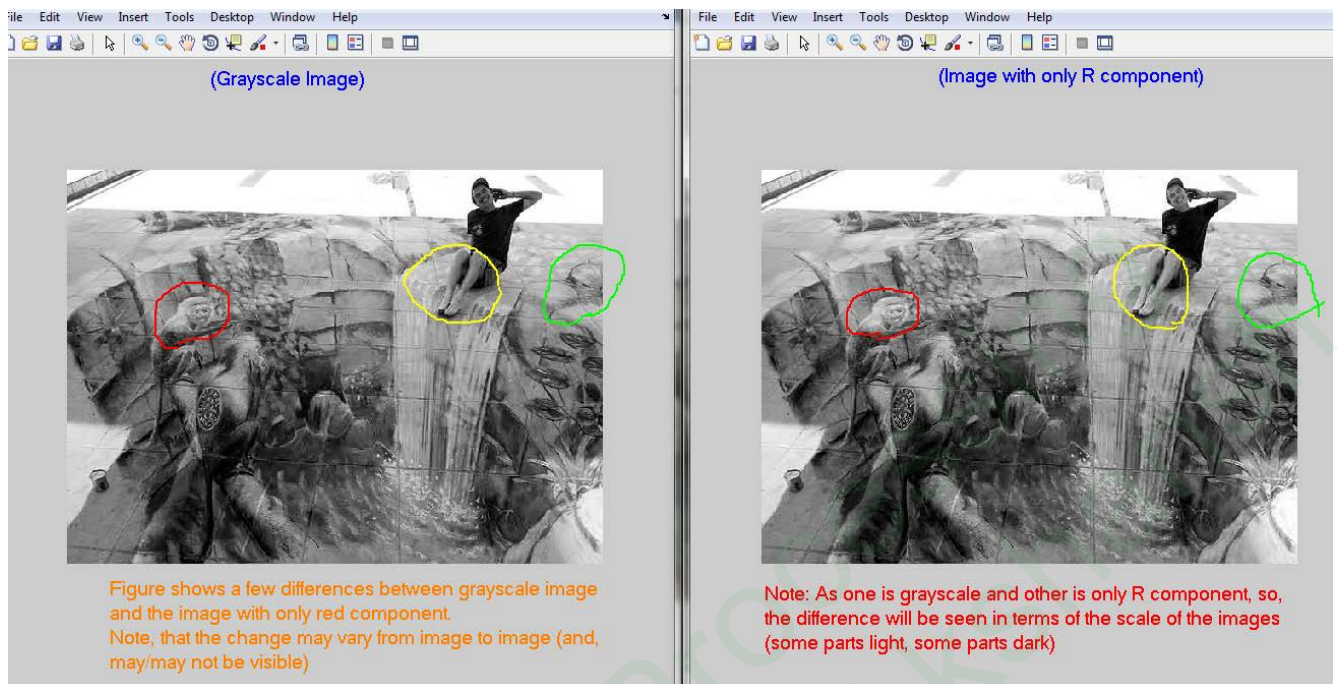 File Edit View Insert Tools Desktop Window Help
(Grayscale Image)
Figure shows a few differences between grayscale image
and the image with only red component.
Note, that the change may vary from image to image (and,
may/may not be visible)
File Edit View Insert Tools Desktop Window Help
(Image with only R component)
Note: As one is grayscale and other is only R component, so,
the difference will be seen in terms of the scale of the images
(some parts light, some parts dark)